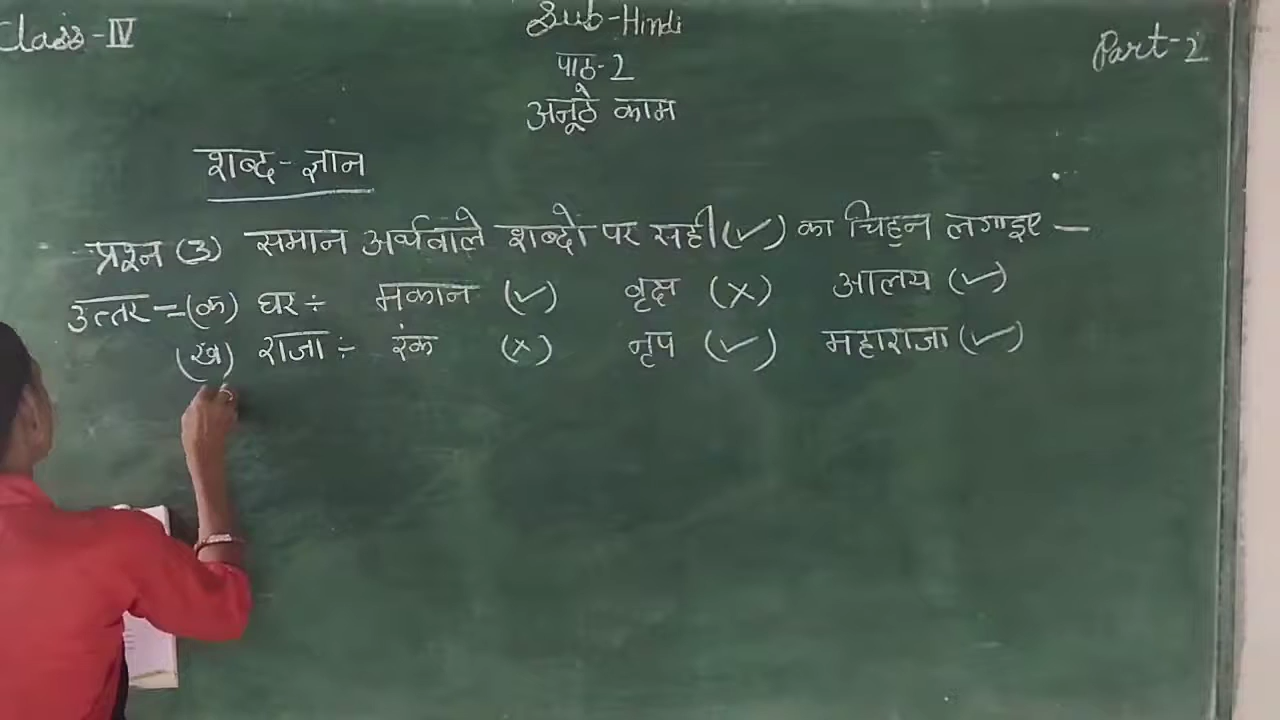 Class-IV
Sub-Hindi
Part-2
पाठ-2
अनूठे काम
शब्द-ज्ञान
प्रश्न (3) समान अर्थवाले शब्दों पर सही (✓) का चिह्न लगाइए —
उत्तर = (क) घर ÷ मकान (✓) वृक्ष (✗) आलय (✓)
(ख) राजा ÷ रंक (✗) नृप (✓) महाराजा (✓)